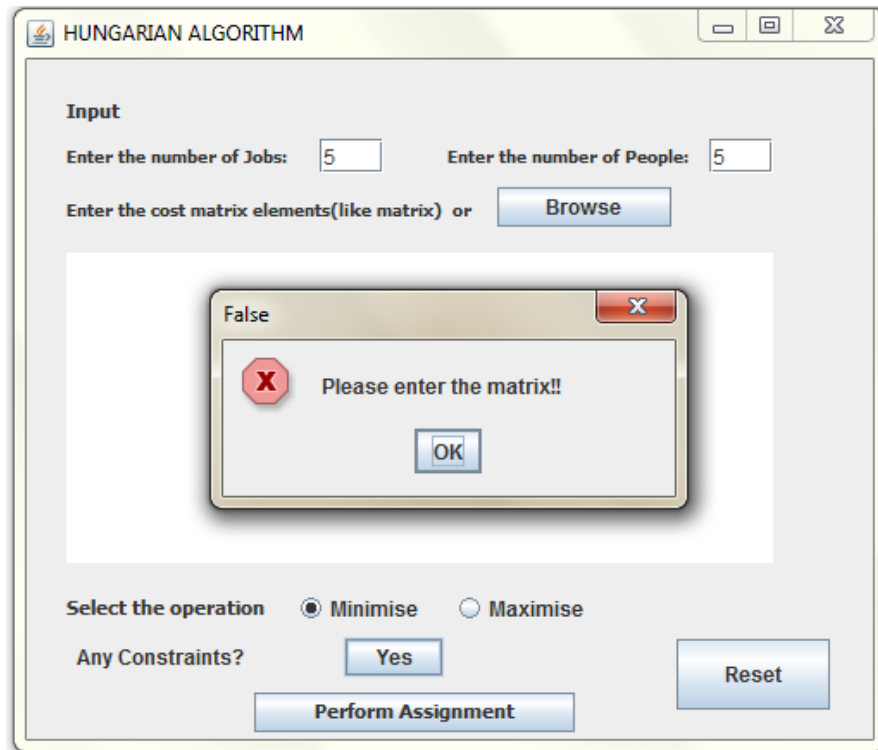 HUNGARIAN ALGORITHM
Input
Enter the number of Jobs: 5 Enter the number of People: 5
Enter the cost matrix elements(like matrix) or Browse
False
Please enter the matrix!!
OK
Select the operation Minimise Maximise
Any Constraints? Yes
Reset
Perform Assignment